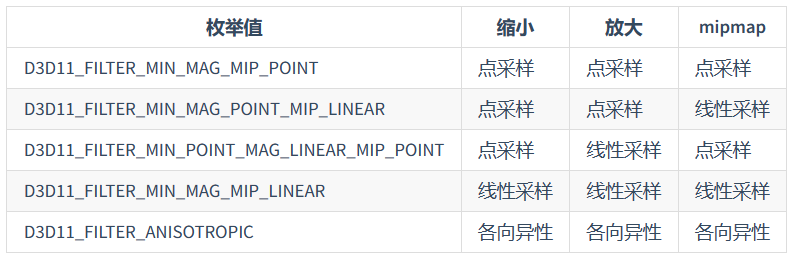 枚举值 缩小 放大 mipmap
D3D11_FILTER_MIN_MAG_MIP_POINT 点采样 点采样 点采样
D3D11_FILTER_MIN_MAG_POINT_MIP_LINEAR 点采样 点采样 线性采样
D3D11_FILTER_MIN_POINT_MAG_LINEAR_MIP_POINT 点采样 线性采样 点采样
D3D11_FILTER_MIN_MAG_MIP_LINEAR 线性采样 线性采样 线性采样
D3D11_FILTER_ANISOTROPIC 各向异性 各向异性 各向异性